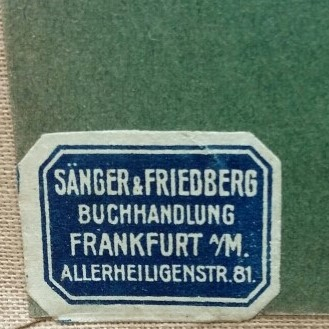 SÄNGER & FRIEDBERG
BUCHHANDLUNG
FRANKFURT A/M.
ALLERHEILIGENSTR. 81.